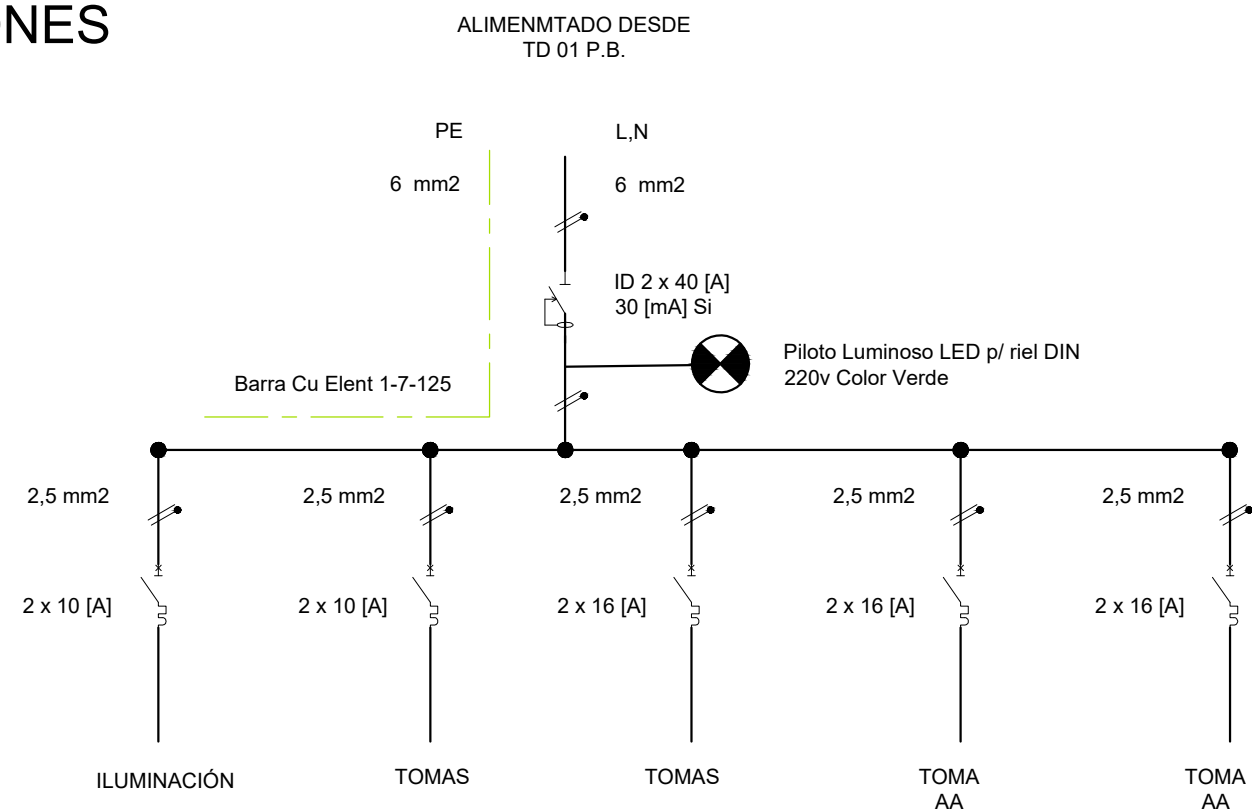 ONES
ALIMENMTADO DESDE
TD 01 P.B.
PE
L,N
6 mm2
6 mm2
ID 2 x 40 [A]
30 [mA] Si
Piloto Luminoso LED p/ riel DIN
220v Color Verde
Barra Cu Elent 1-7-125
2,5 mm2
2,5 mm2
2,5 mm2
2,5 mm2
2,5 mm2
2 x 10 [A]
2 x 10 [A]
2 x 16 [A]
2 x 16 [A]
2 x 16 [A]
ILUMINACIÓN
TOMAS
TOMAS
TOMA
AA
TOMA
AA